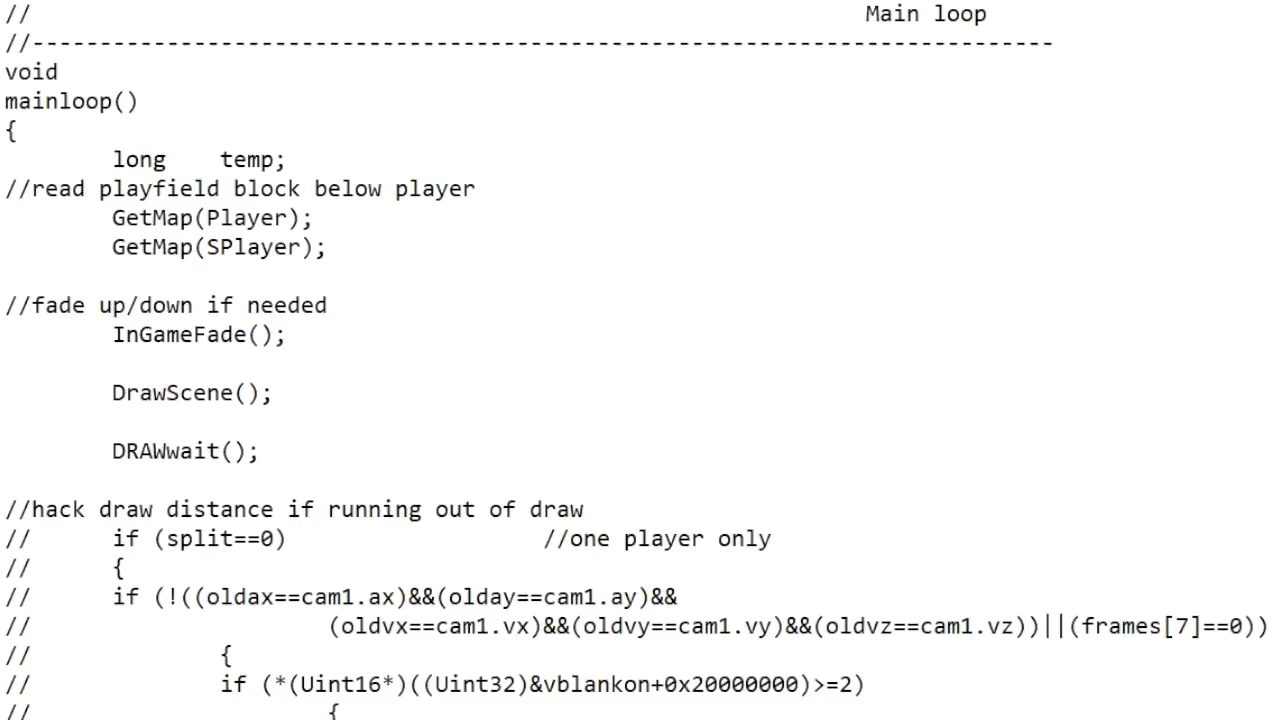 //                                                              Main loop
//----------------------------------------------------------------------------
void
mainloop()
{
        long    temp;
//read playfield block below player
        GetMap(Player);
        GetMap(SPlayer);

//fade up/down if needed
        InGameFade();

        DrawScene();

        DRAWwait();

//hack draw distance if running out of draw
//      if (split==0)                   //one player only
//      {
//      if (!((oldax==cam1.ax)&&(olday==cam1.ay)&&
//                      (oldvx==cam1.vx)&&(oldvy==cam1.vy)&&(oldvz==cam1.vz))||(frames[7]==0))
//              {
//              if (*(Uint16*)((Uint32)&vblankon+0x20000000)>=2)
//                      {